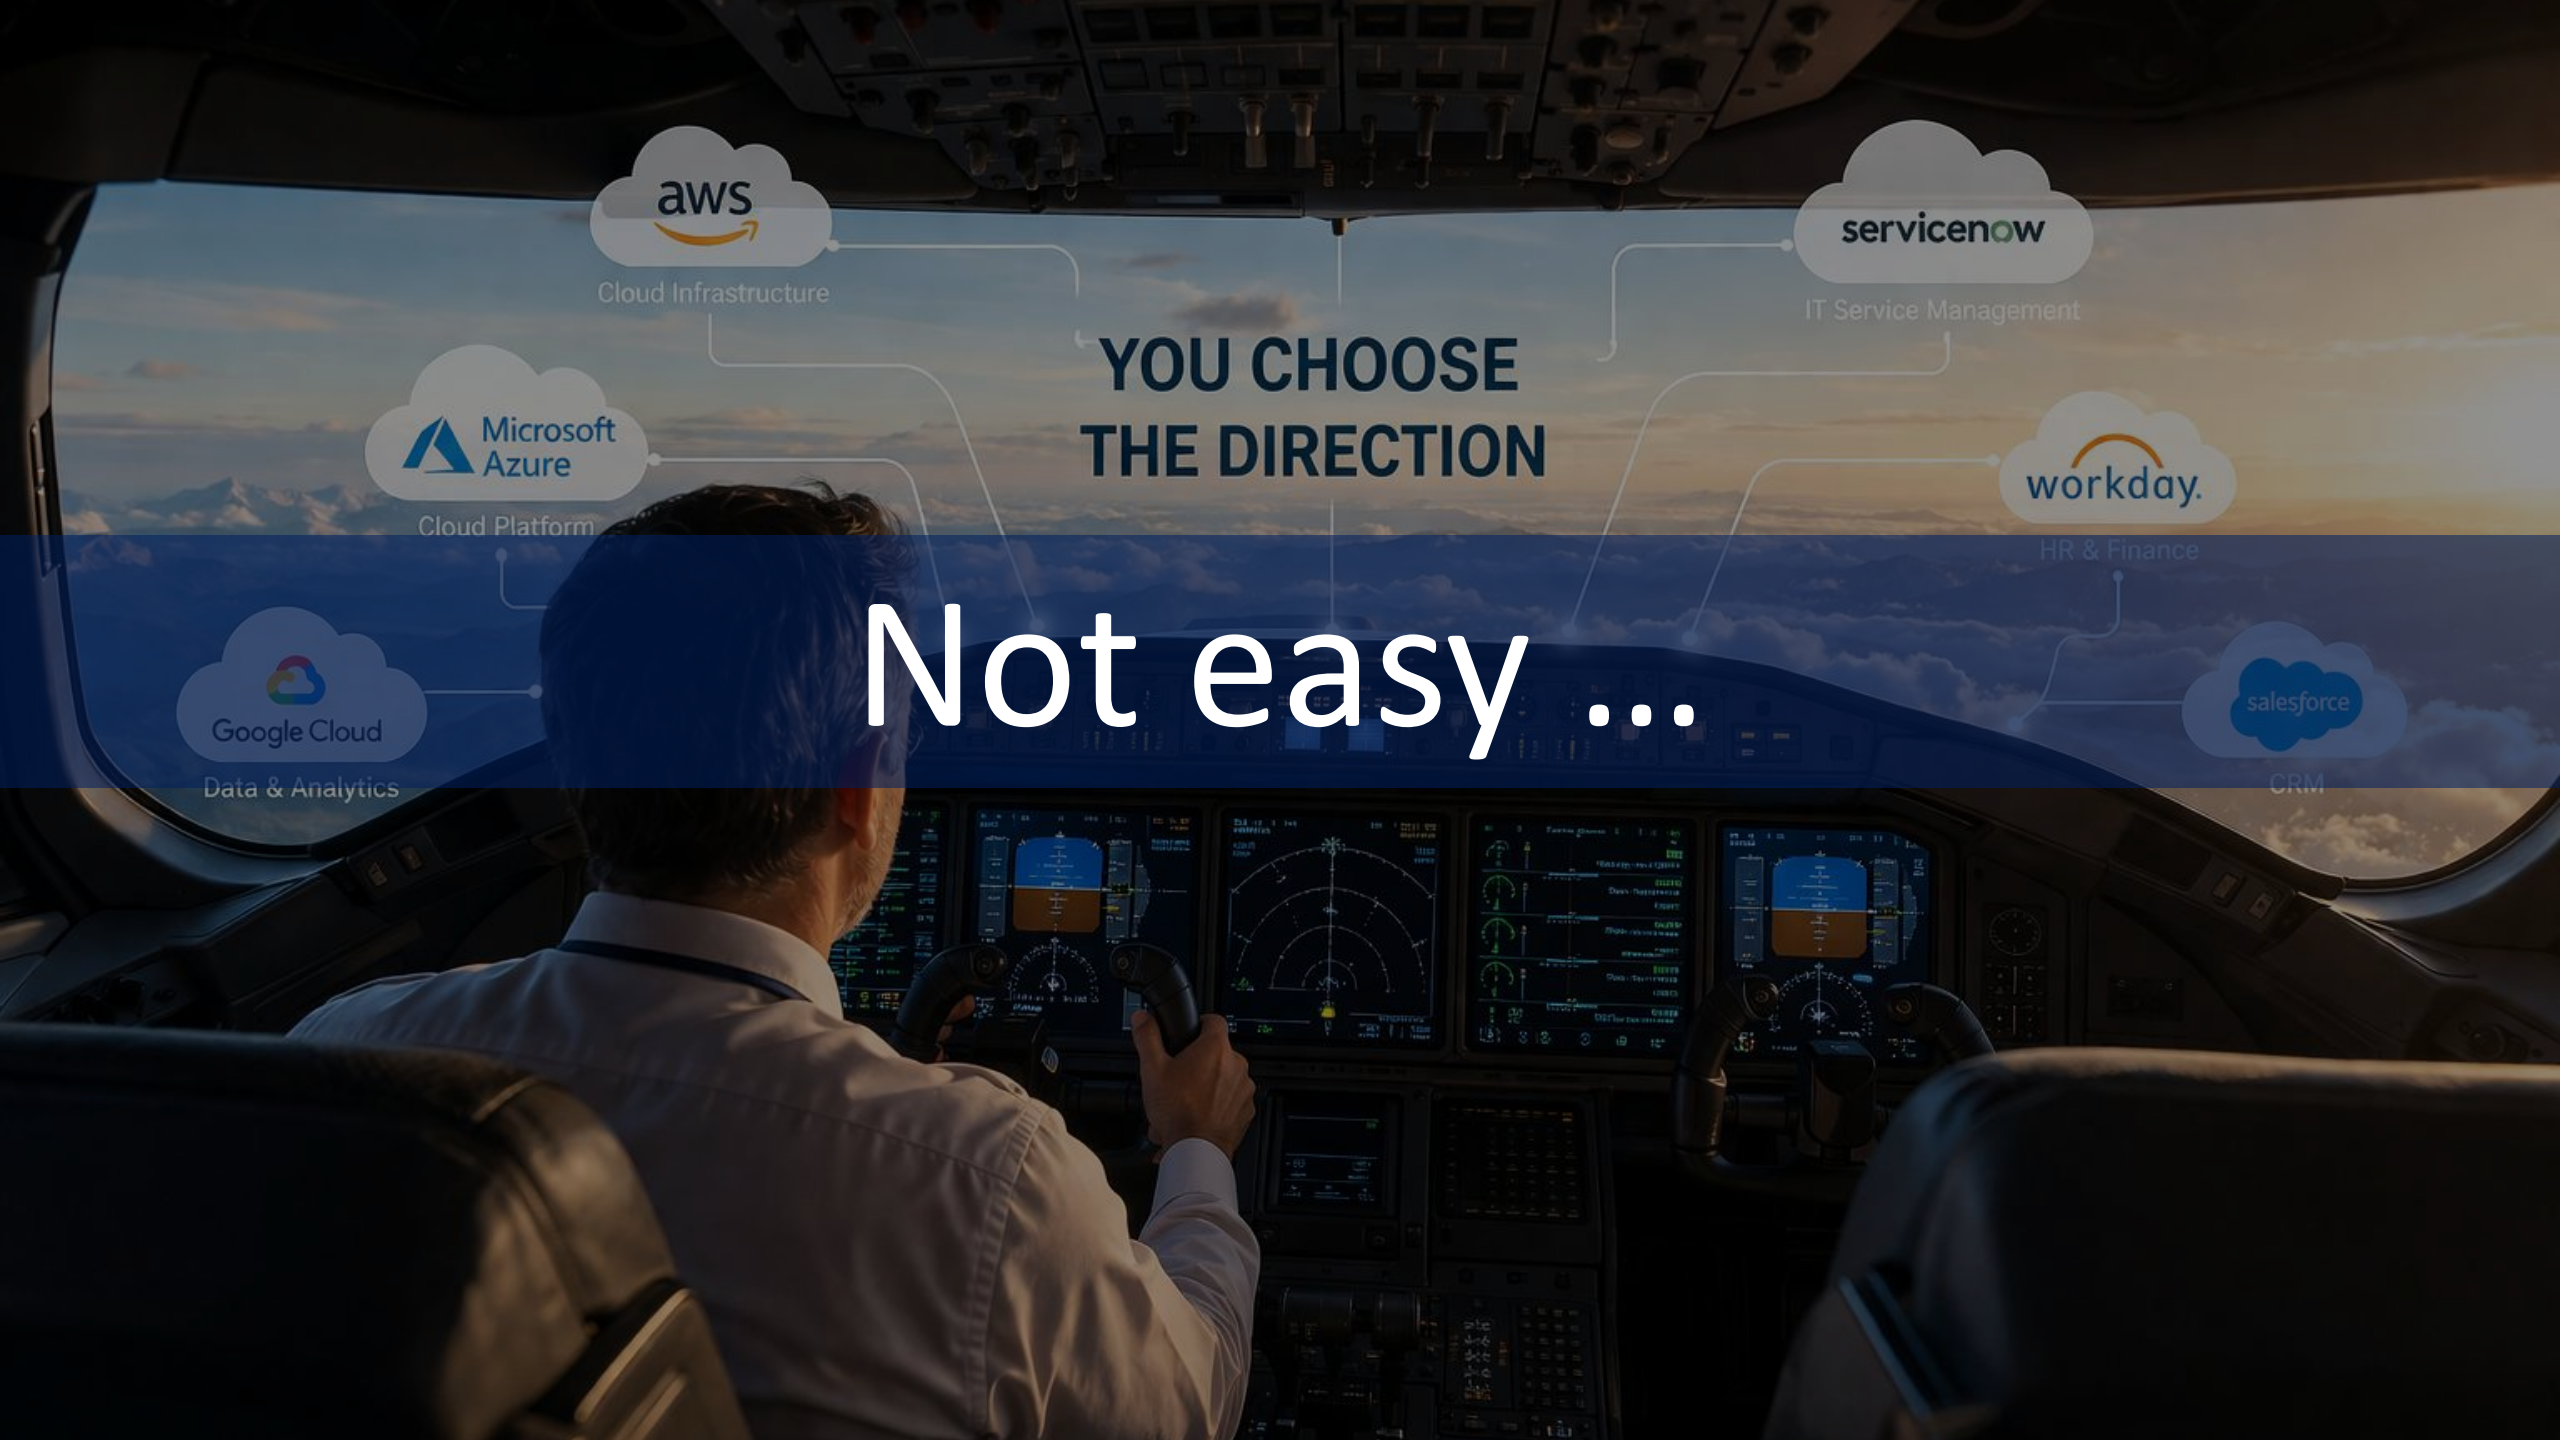 aws
Cloud Infrastructure
servicenow
IT Service Management
YOU CHOOSE
THE DIRECTION
Microsoft
Azure
Cloud Platform
workday.
HR & Finance
Not easy ...
Google Cloud
Data & Analytics
salesforce
CRM